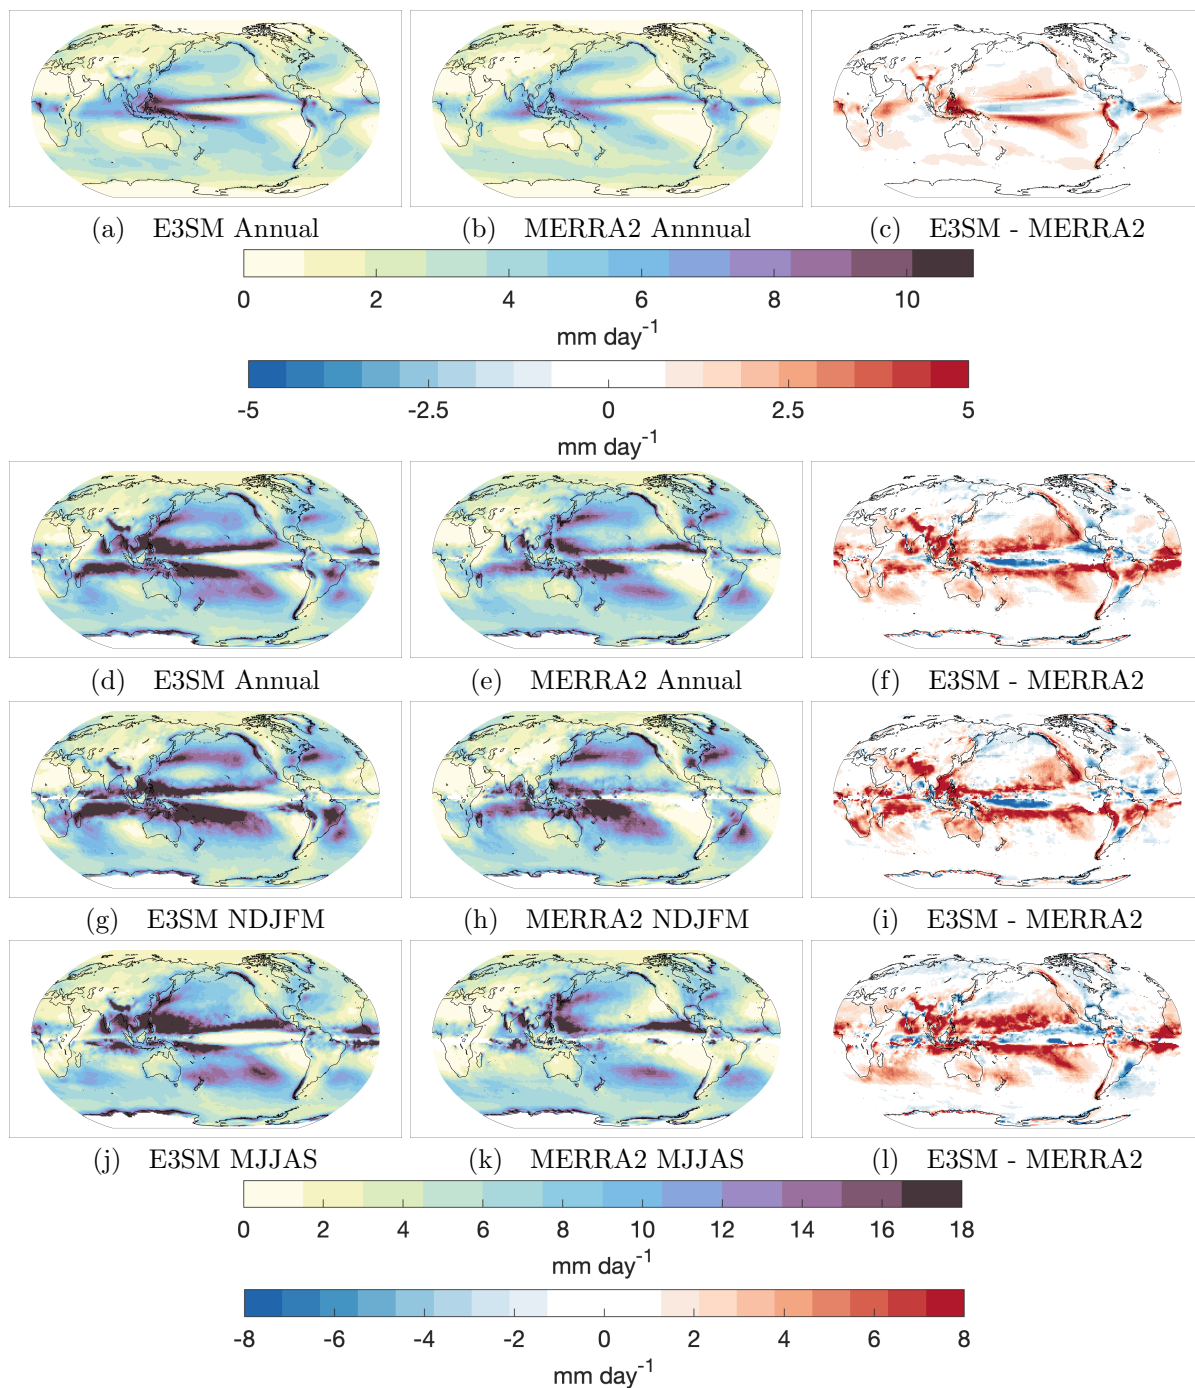 (a) E3SM Annual (b) MERRA2 Annnual (c) E3SM - MERRA2
0 2 4 6 8 10
mm day-1
-5 -2.5 0 2.5 5
mm day-1
(d) E3SM Annual (e) MERRA2 Annual (f) E3SM - MERRA2
(g) E3SM NDJFM (h) MERRA2 NDJFM (i) E3SM - MERRA2
(j) E3SM MJJAS (k) MERRA2 MJJAS (l) E3SM - MERRA2
0 2 4 6 8 10 12 14 16 18
mm day-1
-8 -6 -4 -2 0 2 4 6 8
mm day-1